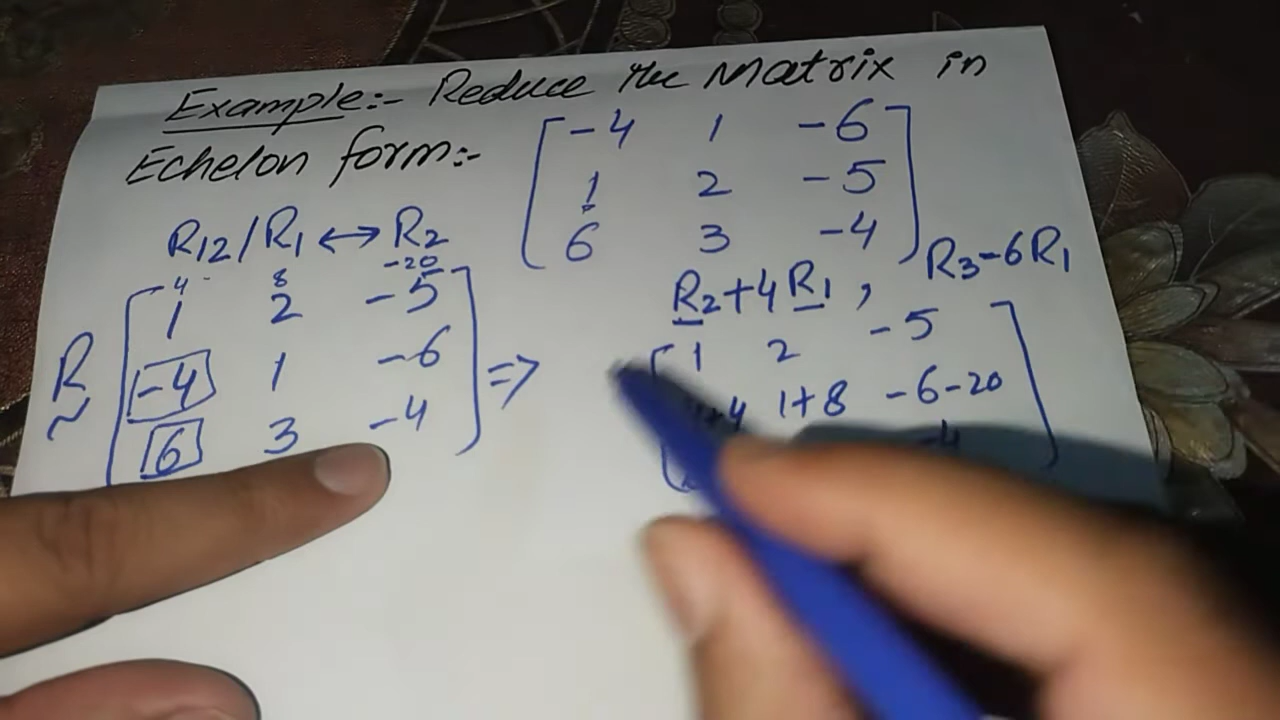 Example:- Reduce the Matrix in
Echelon form:-
-4 1 -6
1 2 -5
6 3 -4
R12/R1 ↔ R2
4 8 -20
R ~
1 2 -5
-4 1 -6
6 3 -4
=>
R2+4R1, R3-6R1
1 2 -5
1+8 -6-20
-4